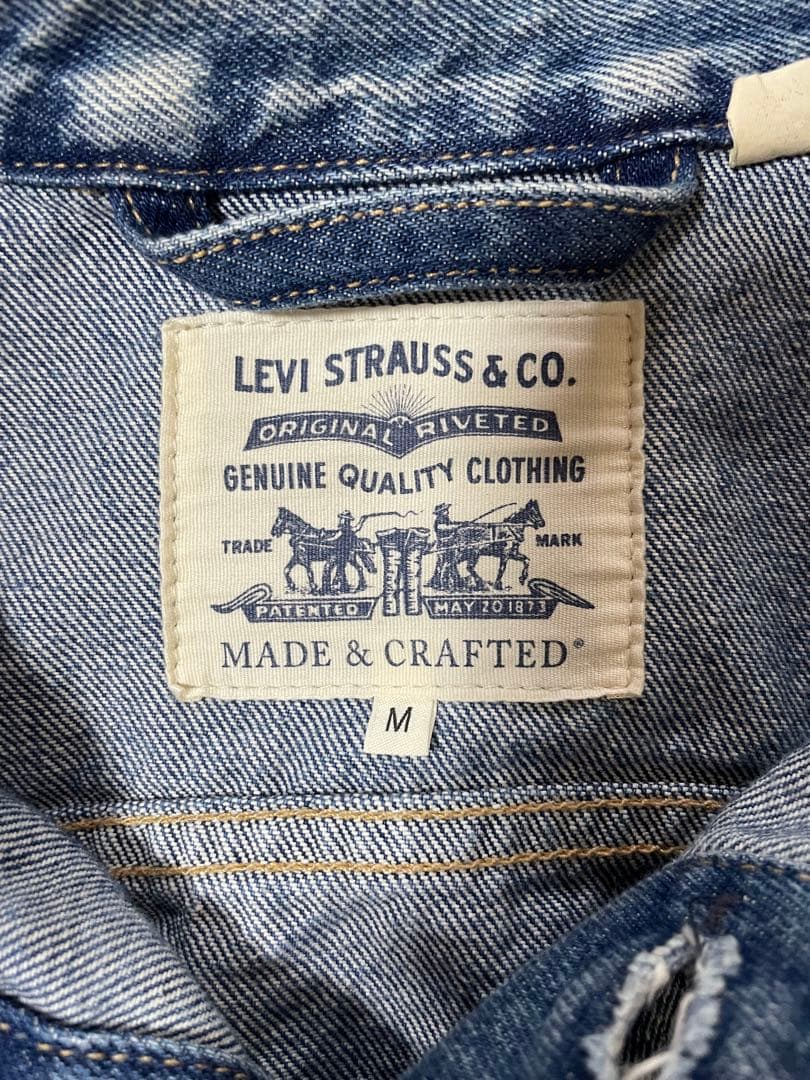 LEVI STRAUSS & CO.
ORIGINAL RIVETED
GENUINE QUALITY CLOTHING
TRADE MARK
PATENTED MAY 20 1873
MADE & CRAFTED®
M